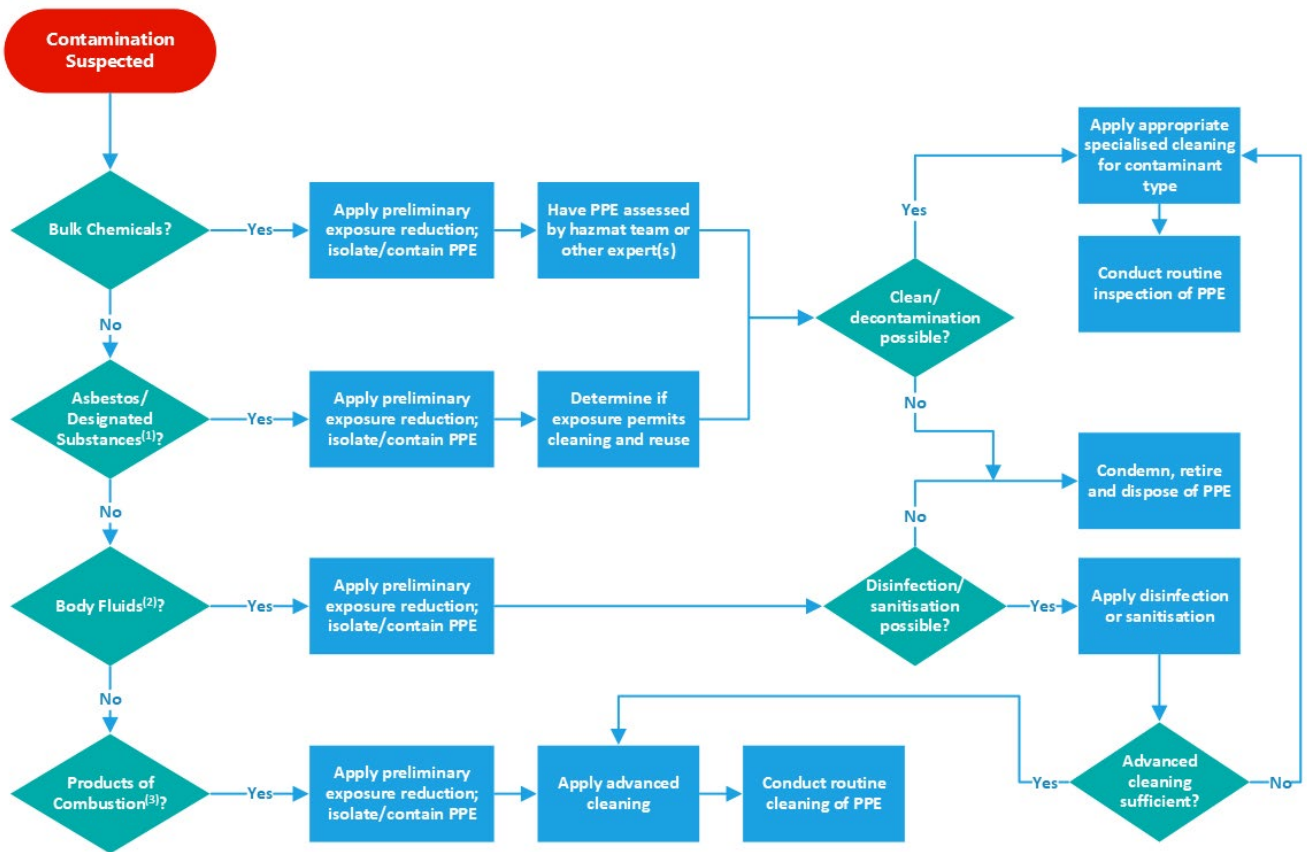 Contamination
Suspected
Bulk Chemicals?
Yes
Apply preliminary
exposure reduction;
isolate/contain PPE
Have PPE assessed
by hazmat team or
other expert(s)
No
Asbestos/
Designated
Substances(1)?
Yes
Apply preliminary
exposure reduction;
isolate/contain PPE
Determine if
exposure permits
cleaning and reuse
Clean/
decontamination
possible?
Yes
Apply appropriate
specialised cleaning
for contaminant
type
Conduct routine
inspection of PPE
No
Condemn, retire
and dispose of PPE
No
Body Fluids(2)?
Yes
Apply preliminary
exposure reduction;
isolate/contain PPE
Disinfection/
sanitisation
possible?
No
Yes
Apply disinfection
or sanitisation
Advanced
cleaning
sufficient?
Yes
No
No
Products of
Combustion(3)?
Yes
Apply preliminary
exposure reduction;
isolate/contain PPE
Apply advanced
cleaning
Conduct routine
cleaning of PPE